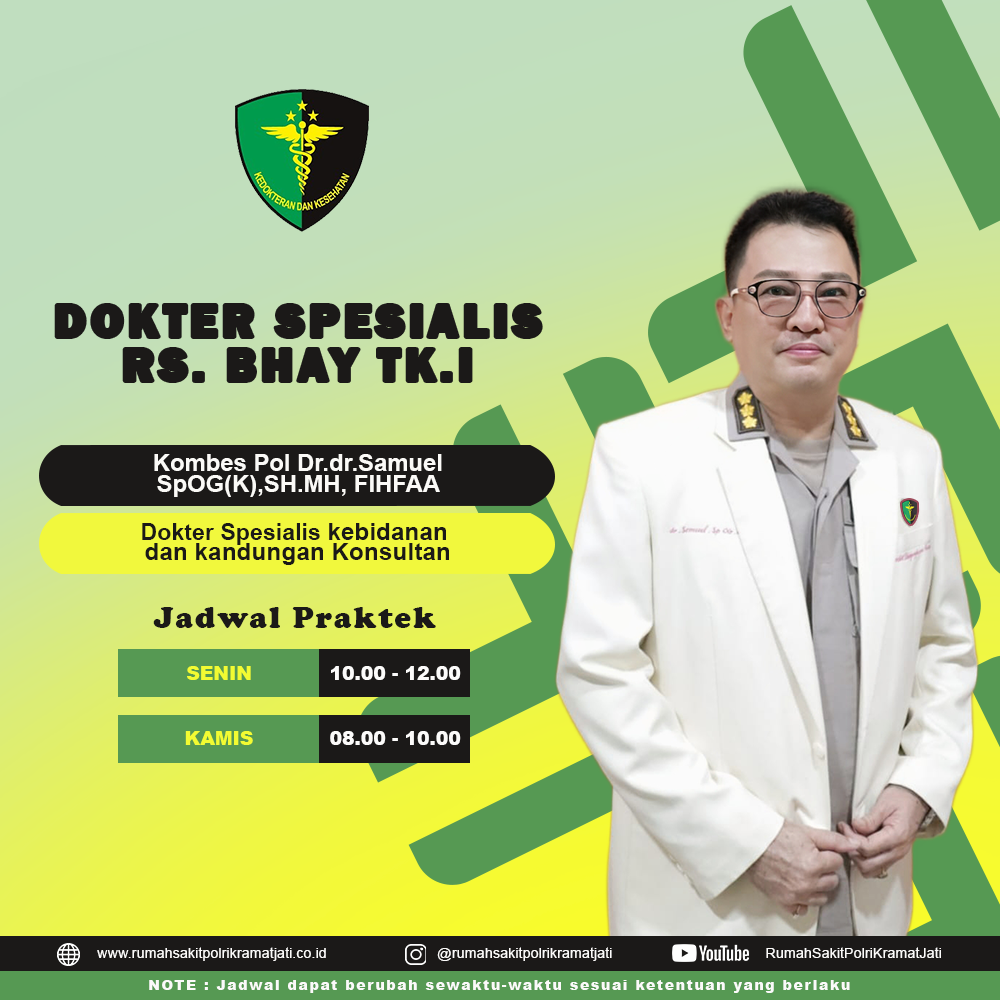 KEDOKTERAN DAN KESEHATAN
DOKTER SPESIALIS
RS. BHAY TK.I
Kombes Pol Dr.dr.Samuel
SpOG(K),SH.MH, FIHFAA
Dokter Spesialis kebidanan
dan kandungan Konsultan
Jadwal Praktek
SENIN 10.00 - 12.00
KAMIS 08.00 - 10.00
www.rumahsakitpolrikramatjati.co.id @rumahsakitpolrikramatjati YouTube RumahSakitPolriKramatJati
NOTE : Jadwal dapat berubah sewaktu-waktu sesuai ketentuan yang berlaku